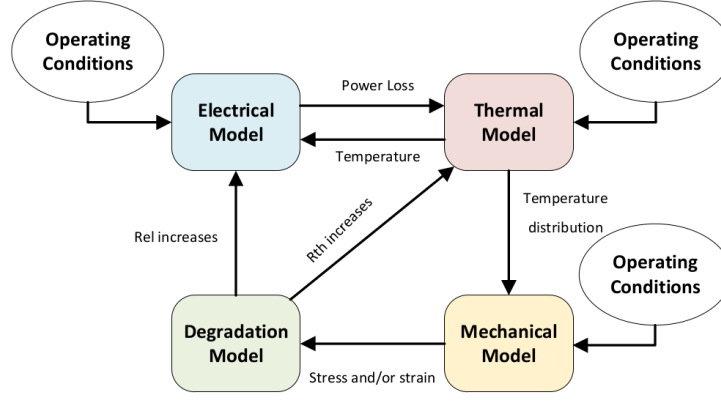 Operating
Conditions
Operating
Conditions
Power Loss
Electrical
Model
Thermal
Model
Temperature
Temperature
distribution
Rth increases
Rel increases
Operating
Conditions
Degradation
Model
Mechanical
Model
Stress and/or strain